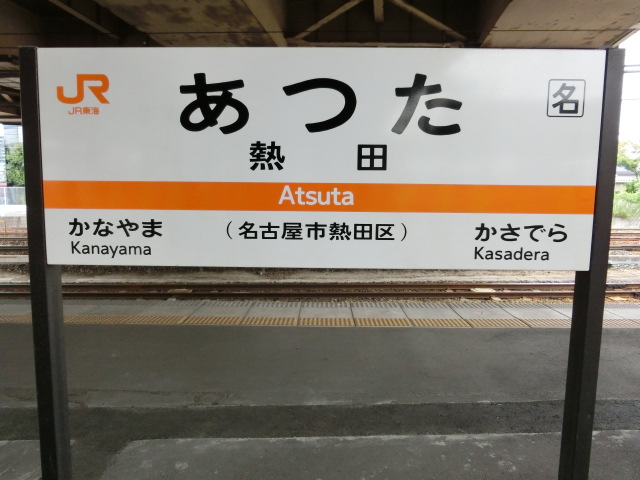 JR
JR東海
あつた
名
熱田
Atsuta
かなやま
Kanayama
（名古屋市熱田区）
かさでら
Kasadera